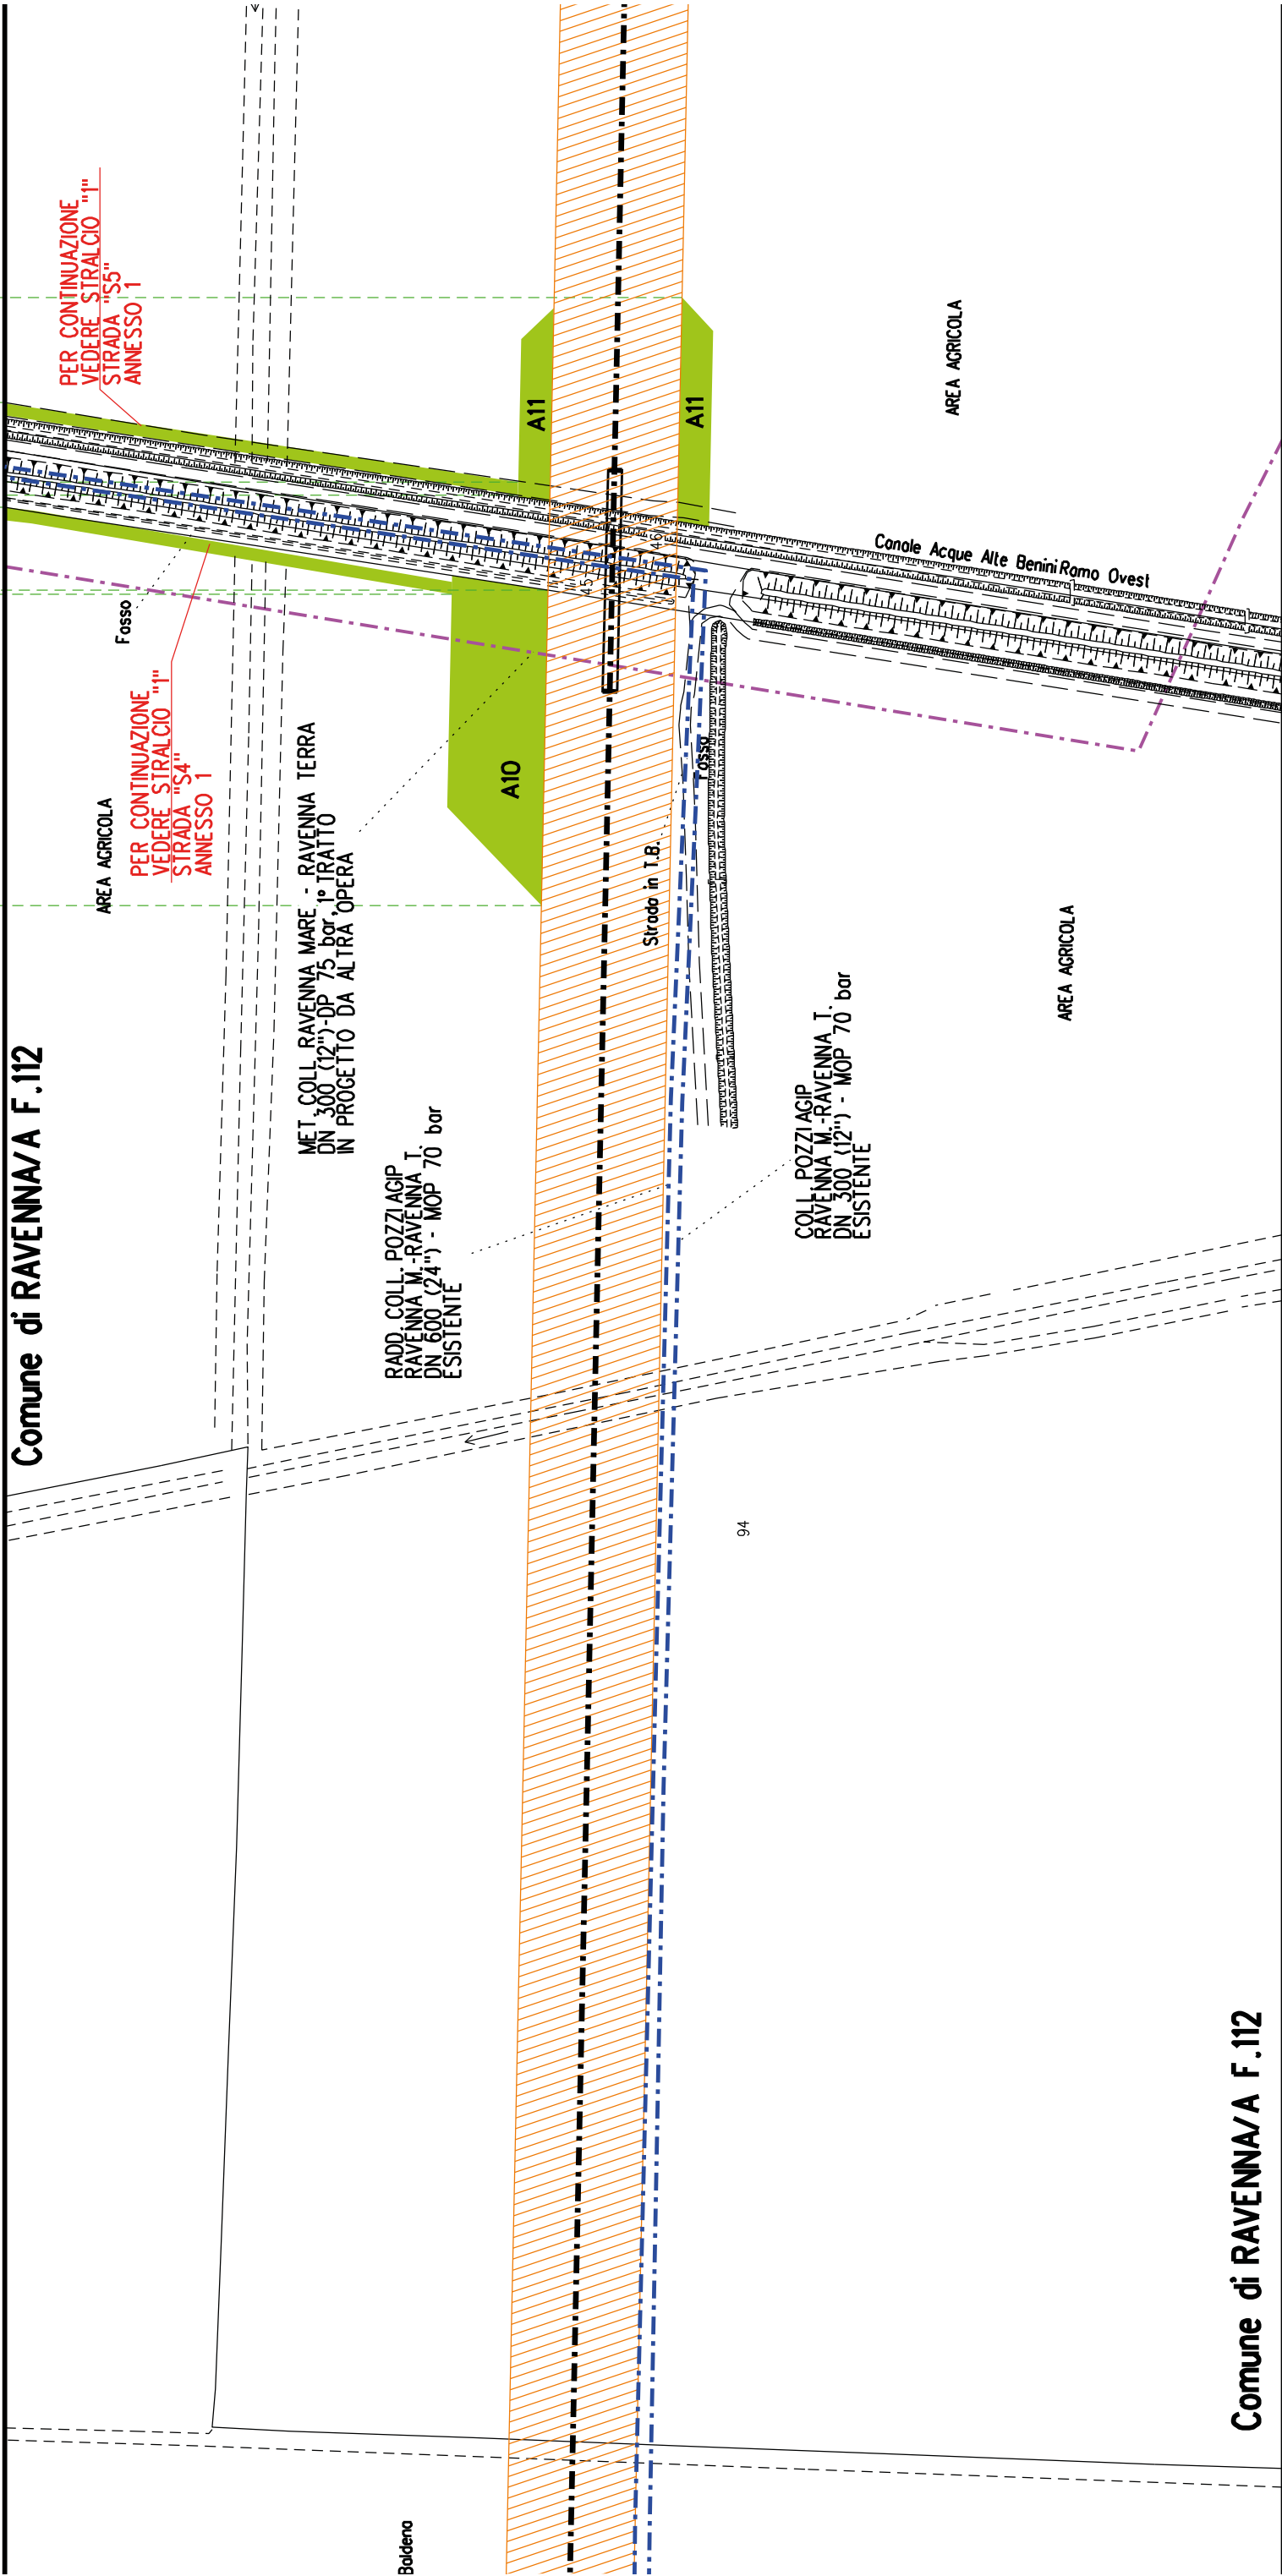 Comune di RAVENNA/A F.112
PER CONTINUAZIONE
VEDERE STRALCIO "1"
STRADA "S5"
ANNESSO 1
Fosso
PER CONTINUAZIONE
VEDERE STRALCIO "1"
STRADA "S4"
ANNESSO 1
AREA AGRICOLA
MET. COLL RAVENNA MARE - RAVENNA TERRA
DN 300 (12")-DP 75 bar, 1° TRATTO
IN PROGETTO DA ALTRA OPERA
RADD. COLL. POZZI AGIP
RAVENNA M.-RAVENNA T.
DN 600 (24") - MOP 70 bar
ESISTENTE
Baldena
A10
A11
A11
45
46
Strada in T.B.
Fosso
94
COLL. POZZI AGIP
RAVENNA M.-RAVENNA T.
DN 300 (12") - MOP 70 bar
ESISTENTE
Canale Acque Alte Benini Ramo Ovest
AREA AGRICOLA
AREA AGRICOLA
Comune di RAVENNA/A F.112